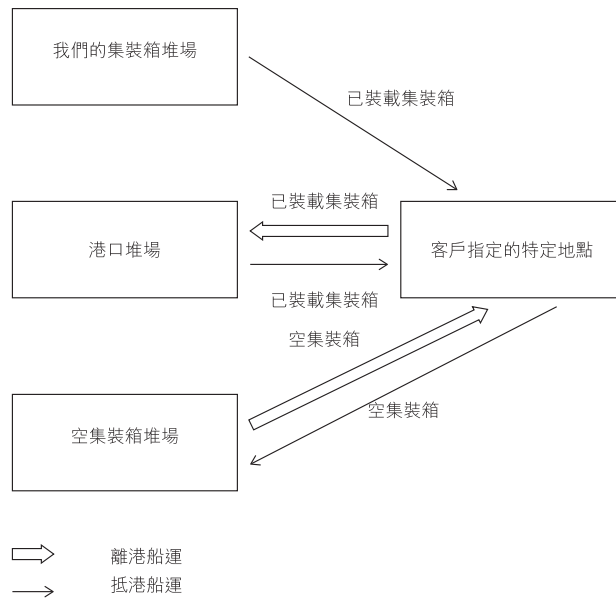 我們的集裝箱堆場
已裝載集裝箱
已裝載集裝箱
港口堆場
客戶指定的特定地點
已裝載集裝箱
空集裝箱
空集裝箱
空集裝箱堆場
離港船運
抵港船運